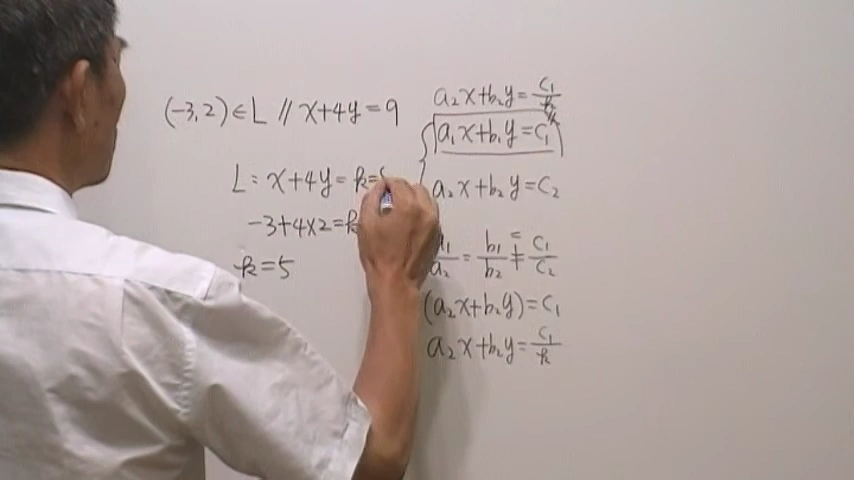 (-3,2)∈L // x+4y=9
L: x+4y=k=
-3+4×2=k
k=5
a₂x+b₂y=c₁/k
a₁x+b₁y=c₁
a₂x+b₂y=c₂
a₁/a₂=b₁/b₂ =≠ c₁/c₂
(a₂x+b₂y)=c₁
a₂x+b₂y=c₁/k